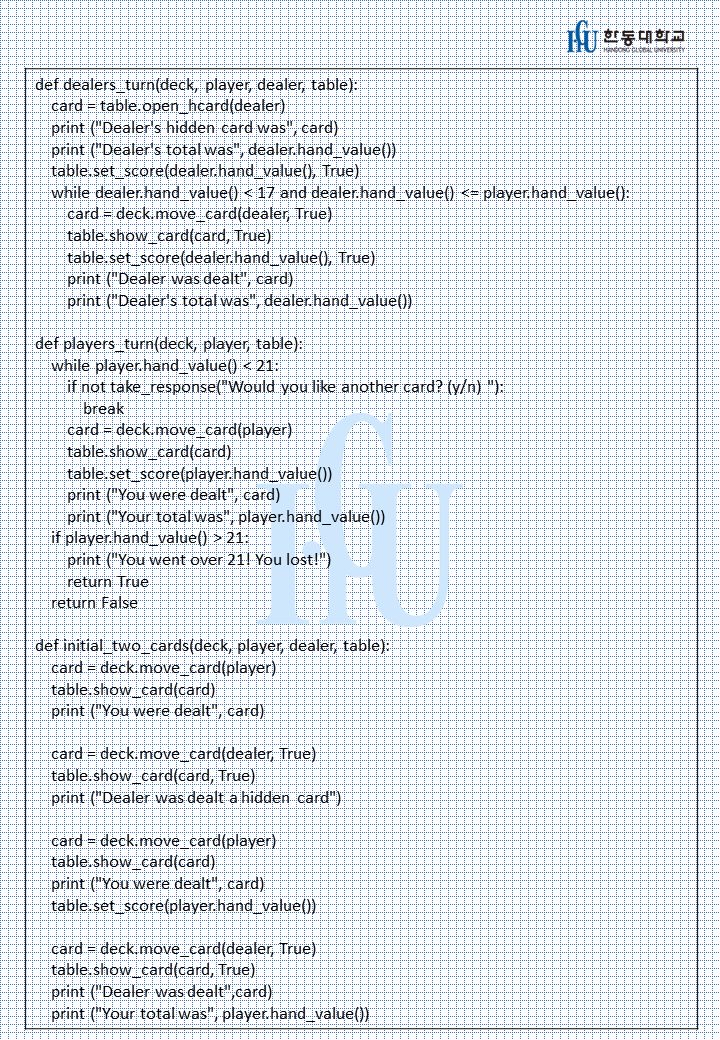 HGU 한동대학교
HANDONG GLOBAL UNIVERSITY
def dealers_turn(deck, player, dealer, table):
    card = table.open_hcard(dealer)
    print ("Dealer's hidden card was", card)
    print ("Dealer's total was", dealer.hand_value())
    table.set_score(dealer.hand_value(), True)
    while dealer.hand_value() < 17 and dealer.hand_value() <= player.hand_value():
        card = deck.move_card(dealer, True)
        table.show_card(card, True)
        table.set_score(dealer.hand_value(), True)
        print ("Dealer was dealt", card)
        print ("Dealer's total was", dealer.hand_value())

def players_turn(deck, player, table):
    while player.hand_value() < 21:
        if not take_response("Would you like another card? (y/n) "):
            break
        card = deck.move_card(player)
        table.show_card(card)
        table.set_score(player.hand_value())
        print ("You were dealt", card)
        print ("Your total was", player.hand_value())
    if player.hand_value() > 21:
        print ("You went over 21! You lost!")
        return True
    return False

def initial_two_cards(deck, player, dealer, table):
    card = deck.move_card(player)
    table.show_card(card)
    print ("You were dealt", card)

    card = deck.move_card(dealer, True)
    table.show_card(card, True)
    print ("Dealer was dealt a hidden card")

    card = deck.move_card(player)
    table.show_card(card)
    print ("You were dealt", card)
    table.set_score(player.hand_value())

    card = deck.move_card(dealer, True)
    table.show_card(card, True)
    print ("Dealer was dealt",card)
    print ("Your total was", player.hand_value())
HGU